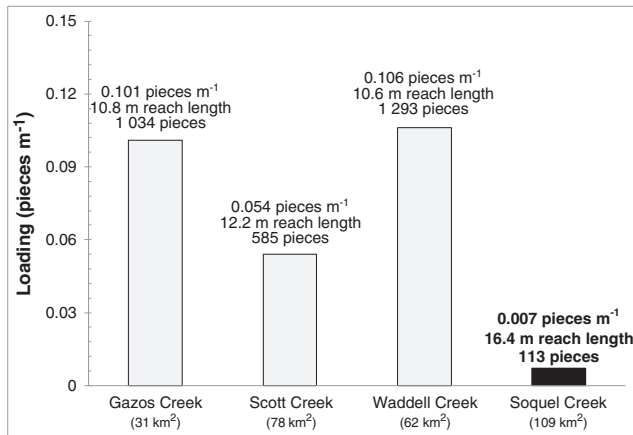 Loading (pieces m⁻¹)
0.15
0.12
0.09
0.06
0.03
0
0.101 pieces m⁻¹
10.8 m reach length
1 034 pieces
0.054 pieces m⁻¹
12.2 m reach length
585 pieces
0.106 pieces m⁻¹
10.6 m reach length
1 293 pieces
0.007 pieces m⁻¹
16.4 m reach length
113 pieces
Gazos Creek
(31 km²)
Scott Creek
(78 km²)
Waddell Creek
(62 km²)
Soquel Creek
(109 km²)